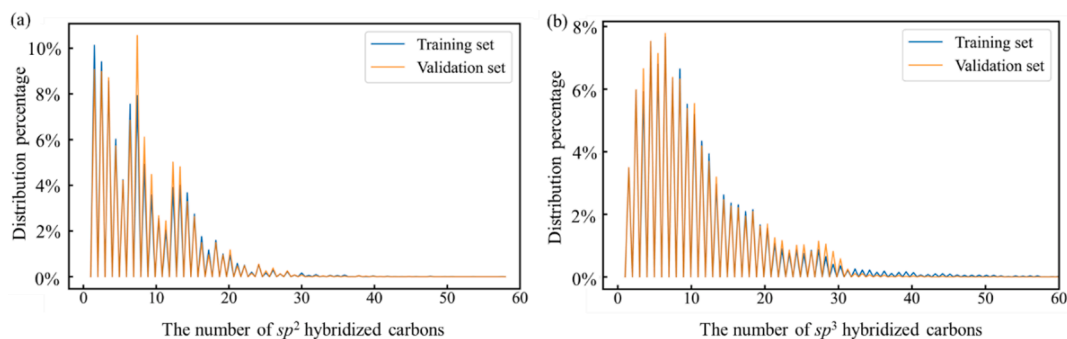 (a)
Training set
Validation set
10%
8%
6%
4%
2%
0%
Distribution percentage
0 10 20 30 40 50 60
The number of sp² hybridized carbons
(b)
Training set
Validation set
8%
6%
4%
2%
0%
Distribution percentage
0 10 20 30 40 50 60
The number of sp³ hybridized carbons